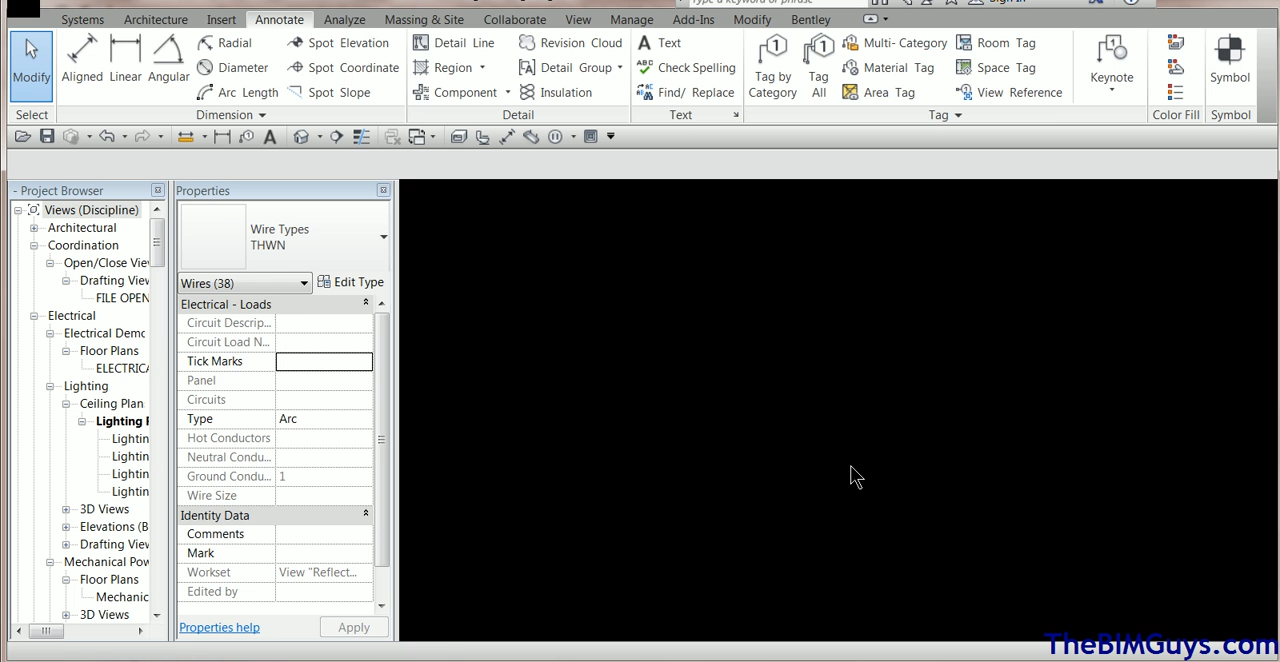 Type a keyword or phrase
Sign In
Systems Architecture Insert Annotate Analyze Massing & Site Collaborate View Manage Add-Ins Modify Bentley
Modify
Aligned Linear Angular
Radial
Diameter
Arc Length
Spot Elevation
Spot Coordinate
Spot Slope
Detail Line
Region
Component
Revision Cloud
Detail Group
Insulation
Text
Check Spelling
Find/ Replace
Tag by Category
Tag All
Multi- Category
Material Tag
Area Tag
Room Tag
Space Tag
View Reference
Keynote
Symbol
Select Dimension Detail Text Tag Color Fill Symbol
- Project Browser
Views (Discipline)
Architectural
Coordination
Open/Close Vie
Drafting View
FILE OPEN
Electrical
Electrical Demo
Floor Plans
ELECTRICA
Lighting
Ceiling Plan
Lighting
Lightin
Lightin
Lightin
Lightin
3D Views
Elevations (B
Drafting View
Mechanical Pow
Floor Plans
Mechanic
3D Views
Properties
Wire Types
THWN
Wires (38) Edit Type
Electrical - Loads
Circuit Descrip...
Circuit Load N...
Tick Marks
Panel
Circuits
Type Arc
Hot Conductors
Neutral Condu...
Ground Condu... 1
Wire Size
Identity Data
Comments
Mark
Workset View "Reflect...
Edited by
Properties help Apply
TheBIMGuys.com